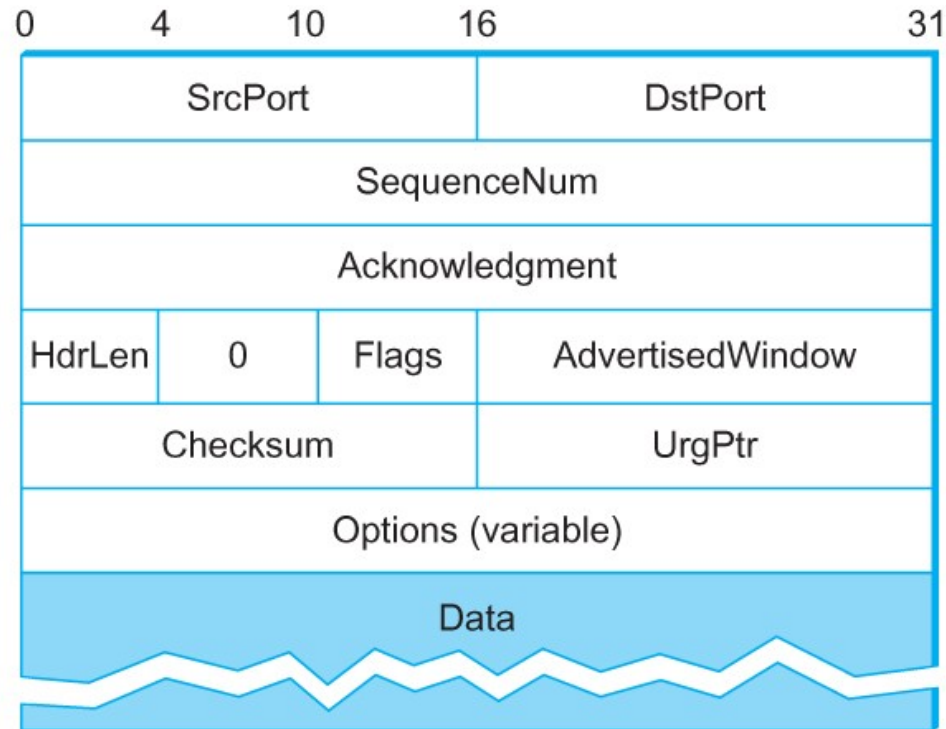 0 4 10 16 31
SrcPort DstPort
SequenceNum
Acknowledgment
HdrLen 0 Flags AdvertisedWindow
Checksum UrgPtr
Options (variable)
Data